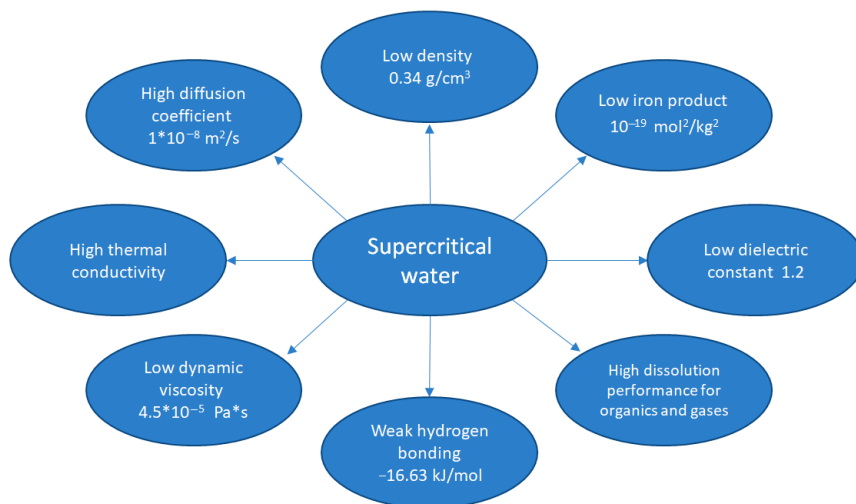 Low density
0.34 g/cm³
High diffusion
coefficient
1*10⁻⁸ m²/s
Low iron product
10⁻¹⁹ mol²/kg²
High thermal
conductivity
Supercritical
water
Low dielectric
constant 1.2
Low dynamic
viscosity
4.5*10⁻⁵ Pa*s
High dissolution
performance for
organics and gases
Weak hydrogen
bonding
−16.63 kJ/mol